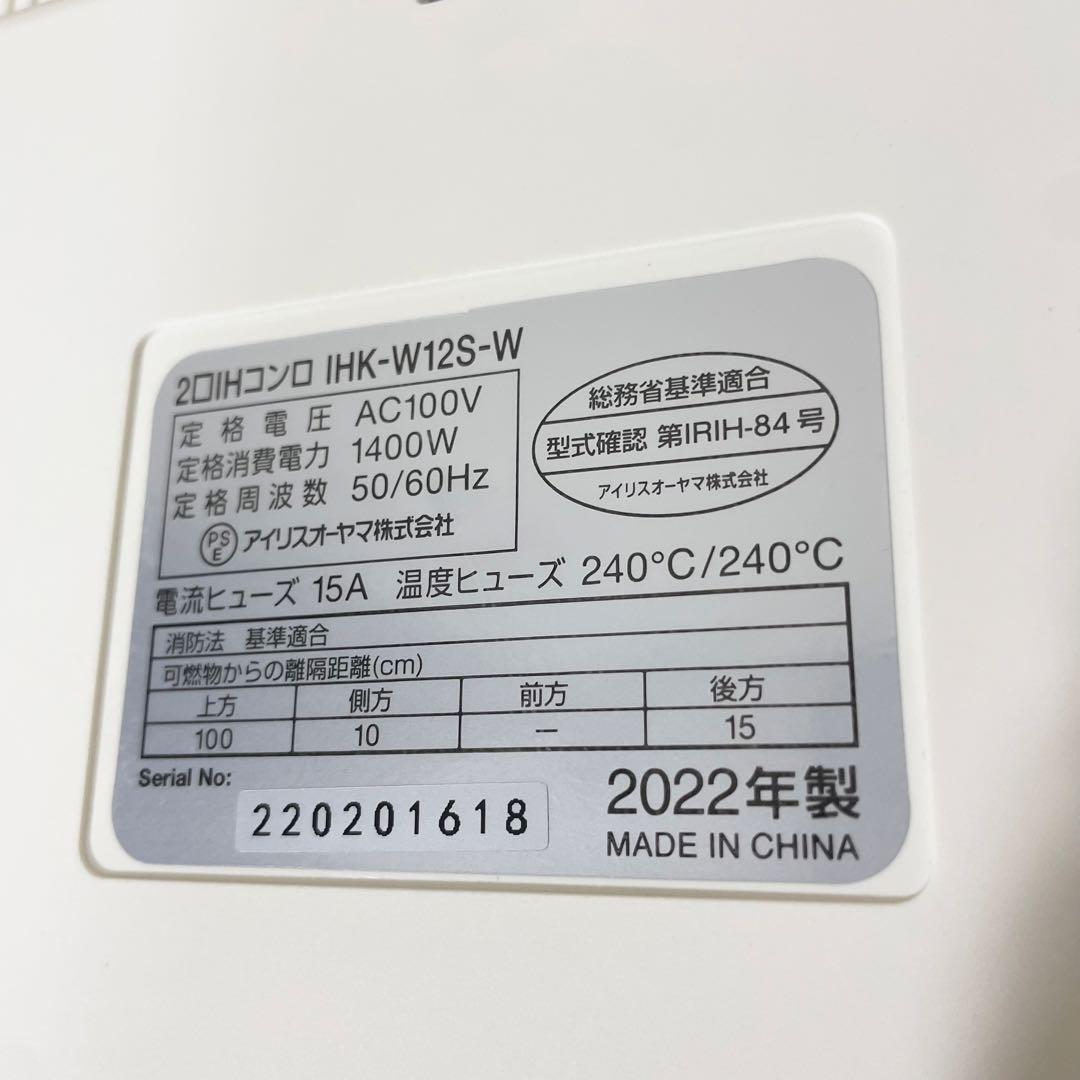 2口IHコンロ IHK-W12S-W
定格電圧 AC100V
定格消費電力 1400W
定格周波数 50/60Hz
PS
E アイリスオーヤマ株式会社
総務省基準適合
型式確認 第IRIH-84号
アイリスオーヤマ株式会社
電流ヒューズ 15A 温度ヒューズ 240°C/240°C
消防法 基準適合
可燃物からの離隔距離(cm)
上方 側方 前方 後方
100 10 — 15
Serial No:
220201618
2022年製
MADE IN CHINA